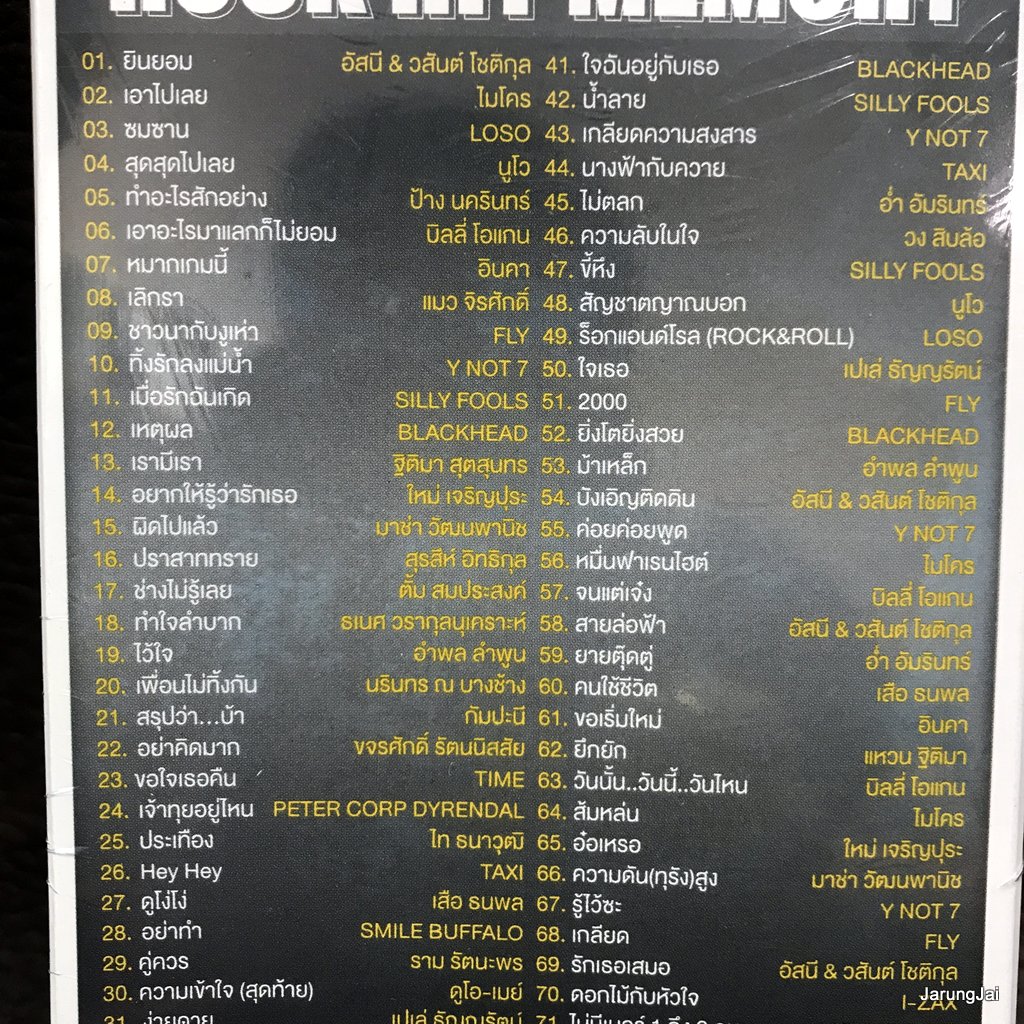 ROCK HIT MEMORY
01. ยินยอม อัสนี & วสันต์ โชติกุล
02. เอาไปเลย ไมโคร
03. ซมซาน LOSO
04. สุดสุดไปเลย นูโว
05. ทำอะไรสักอย่าง ป้าง นครินทร์
06. เอาอะไรมาแลกก็ไม่ยอม บิลลี่ โอแกน
07. หมากเกมนี้ อินคา
08. เลิกรา แมว จิรศักดิ์
09. ชาวนากับงูเห่า FLY
10. ทิ้งรักลงแม่น้ำ Y NOT 7
11. เมื่อรักฉันเกิด SILLY FOOLS
12. เหตุผล BLACKHEAD
13. เรามีเรา ฐิติมา สุตสุนทร
14. อยากให้รู้ว่ารักเธอ ใหม่ เจริญปุระ
15. ผิดไปแล้ว มาช่า วัฒนพานิช
16. ปราสาททราย สุรสีห์ อิทธิกุล
17. ช่างไม่รู้เลย ตั้ม สมประสงค์
18. ทำใจลำบาก ธเนศ วรากุลนุเคราะห์
19. ไว้ใจ อำพล ลำพูน
20. เพื่อนไม่ทิ้งกัน นรินทร ณ บางช้าง
21. สรุปว่า...บ้า กัมปะนี
22. อย่าคิดมาก ขจรศักดิ์ รัตนนิสสัย
23. ขอใจเธอคืน TIME
24. เจ้าทุยอยู่ไหน PETER CORP DYRENDAL
25. ประเทือง ไท ธนาวุฒิ
26. Hey Hey TAXI
27. ดูโง่โง่ เสือ ธนพล
28. อย่าทำ SMILE BUFFALO
29. คู่ควร ราม รัตนะพร
30. ความเข้าใจ (สุดท้าย) ดูโอ-เมย์
31. ง่ายดาย เปเล่ ธัญญรัตน์
41. ใจฉันอยู่กับเธอ BLACKHEAD
42. น้ำลาย SILLY FOOLS
43. เกลียดความสงสาร Y NOT 7
44. นางฟ้ากับควาย TAXI
45. ไม่ตลก อ่ำ อัมรินทร์
46. ความลับในใจ วง สิบล้อ
47. ขี้หึง SILLY FOOLS
48. สัญชาตญาณบอก นูโว
49. ร็อกแอนด์โรล (ROCK&ROLL) LOSO
50. ใจเธอ เปเล่ ธัญญรัตน์
51. 2000 FLY
52. ยิ่งโตยิ่งสวย BLACKHEAD
53. ม้าเหล็ก อำพล ลำพูน
54. บังเอิญติดดิน อัสนี & วสันต์ โชติกุล
55. ค่อยค่อยพูด Y NOT 7
56. หมื่นฟาเรนไฮต์ ไมโคร
57. จนแต่เจ๋ง บิลลี่ โอแกน
58. สายล่อฟ้า อัสนี & วสันต์ โชติกุล
59. ยายตุ๊ดตู่ อ่ำ อัมรินทร์
60. คนใช้ชีวิต เสือ ธนพล
61. ขอเริ่มใหม่ อินคา
62. ยึกยัก แหวน ฐิติมา
63. วันนั้น..วันนี้..วันไหน บิลลี่ โอแกน
64. ส้มหล่น ไมโคร
65. อ๋อเหรอ ใหม่ เจริญปุระ
66. ความดัน(ทุรัง)สูง มาช่า วัฒนพานิช
67. รู้ไว้ซะ Y NOT 7
68. เกลียด FLY
69. รักเธอเสมอ อัสนี & วสันต์ โชติกุล
70. ดอกไม้กับหัวใจ I-ZAX
71.
JarungJai